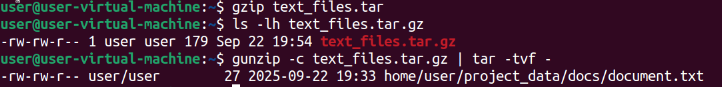 user@user-virtual-machine:~$ gzip text_files.tar
user@user-virtual-machine:~$ ls -lh text_files.tar.gz
-rw-rw-r-- 1 user user 179 Sep 22 19:54 text_files.tar.gz
user@user-virtual-machine:~$ gunzip -c text_files.tar.gz | tar -tvf -
-rw-rw-r-- user/user        27 2025-09-22 19:33 home/user/project_data/docs/document.txt